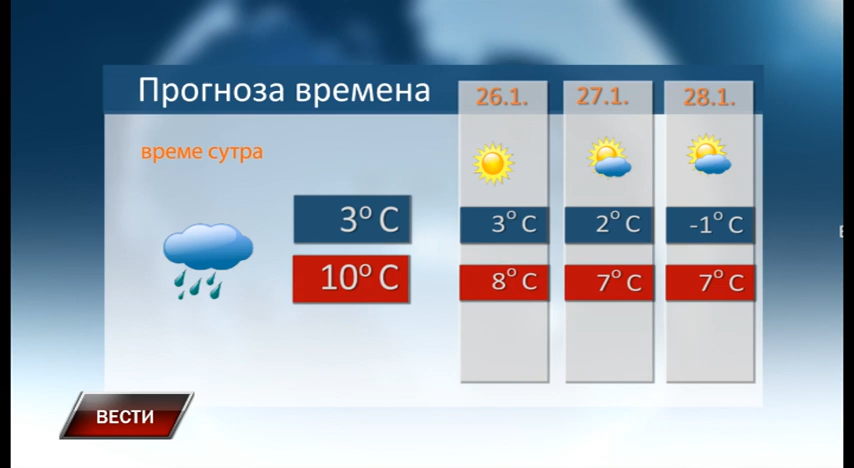 Прогноза времена
време сутра
3° C
10° C
26.1.
27.1.
28.1.
3° C
2° C
-1° C
8° C
7° C
7° C
ВЕСТИ